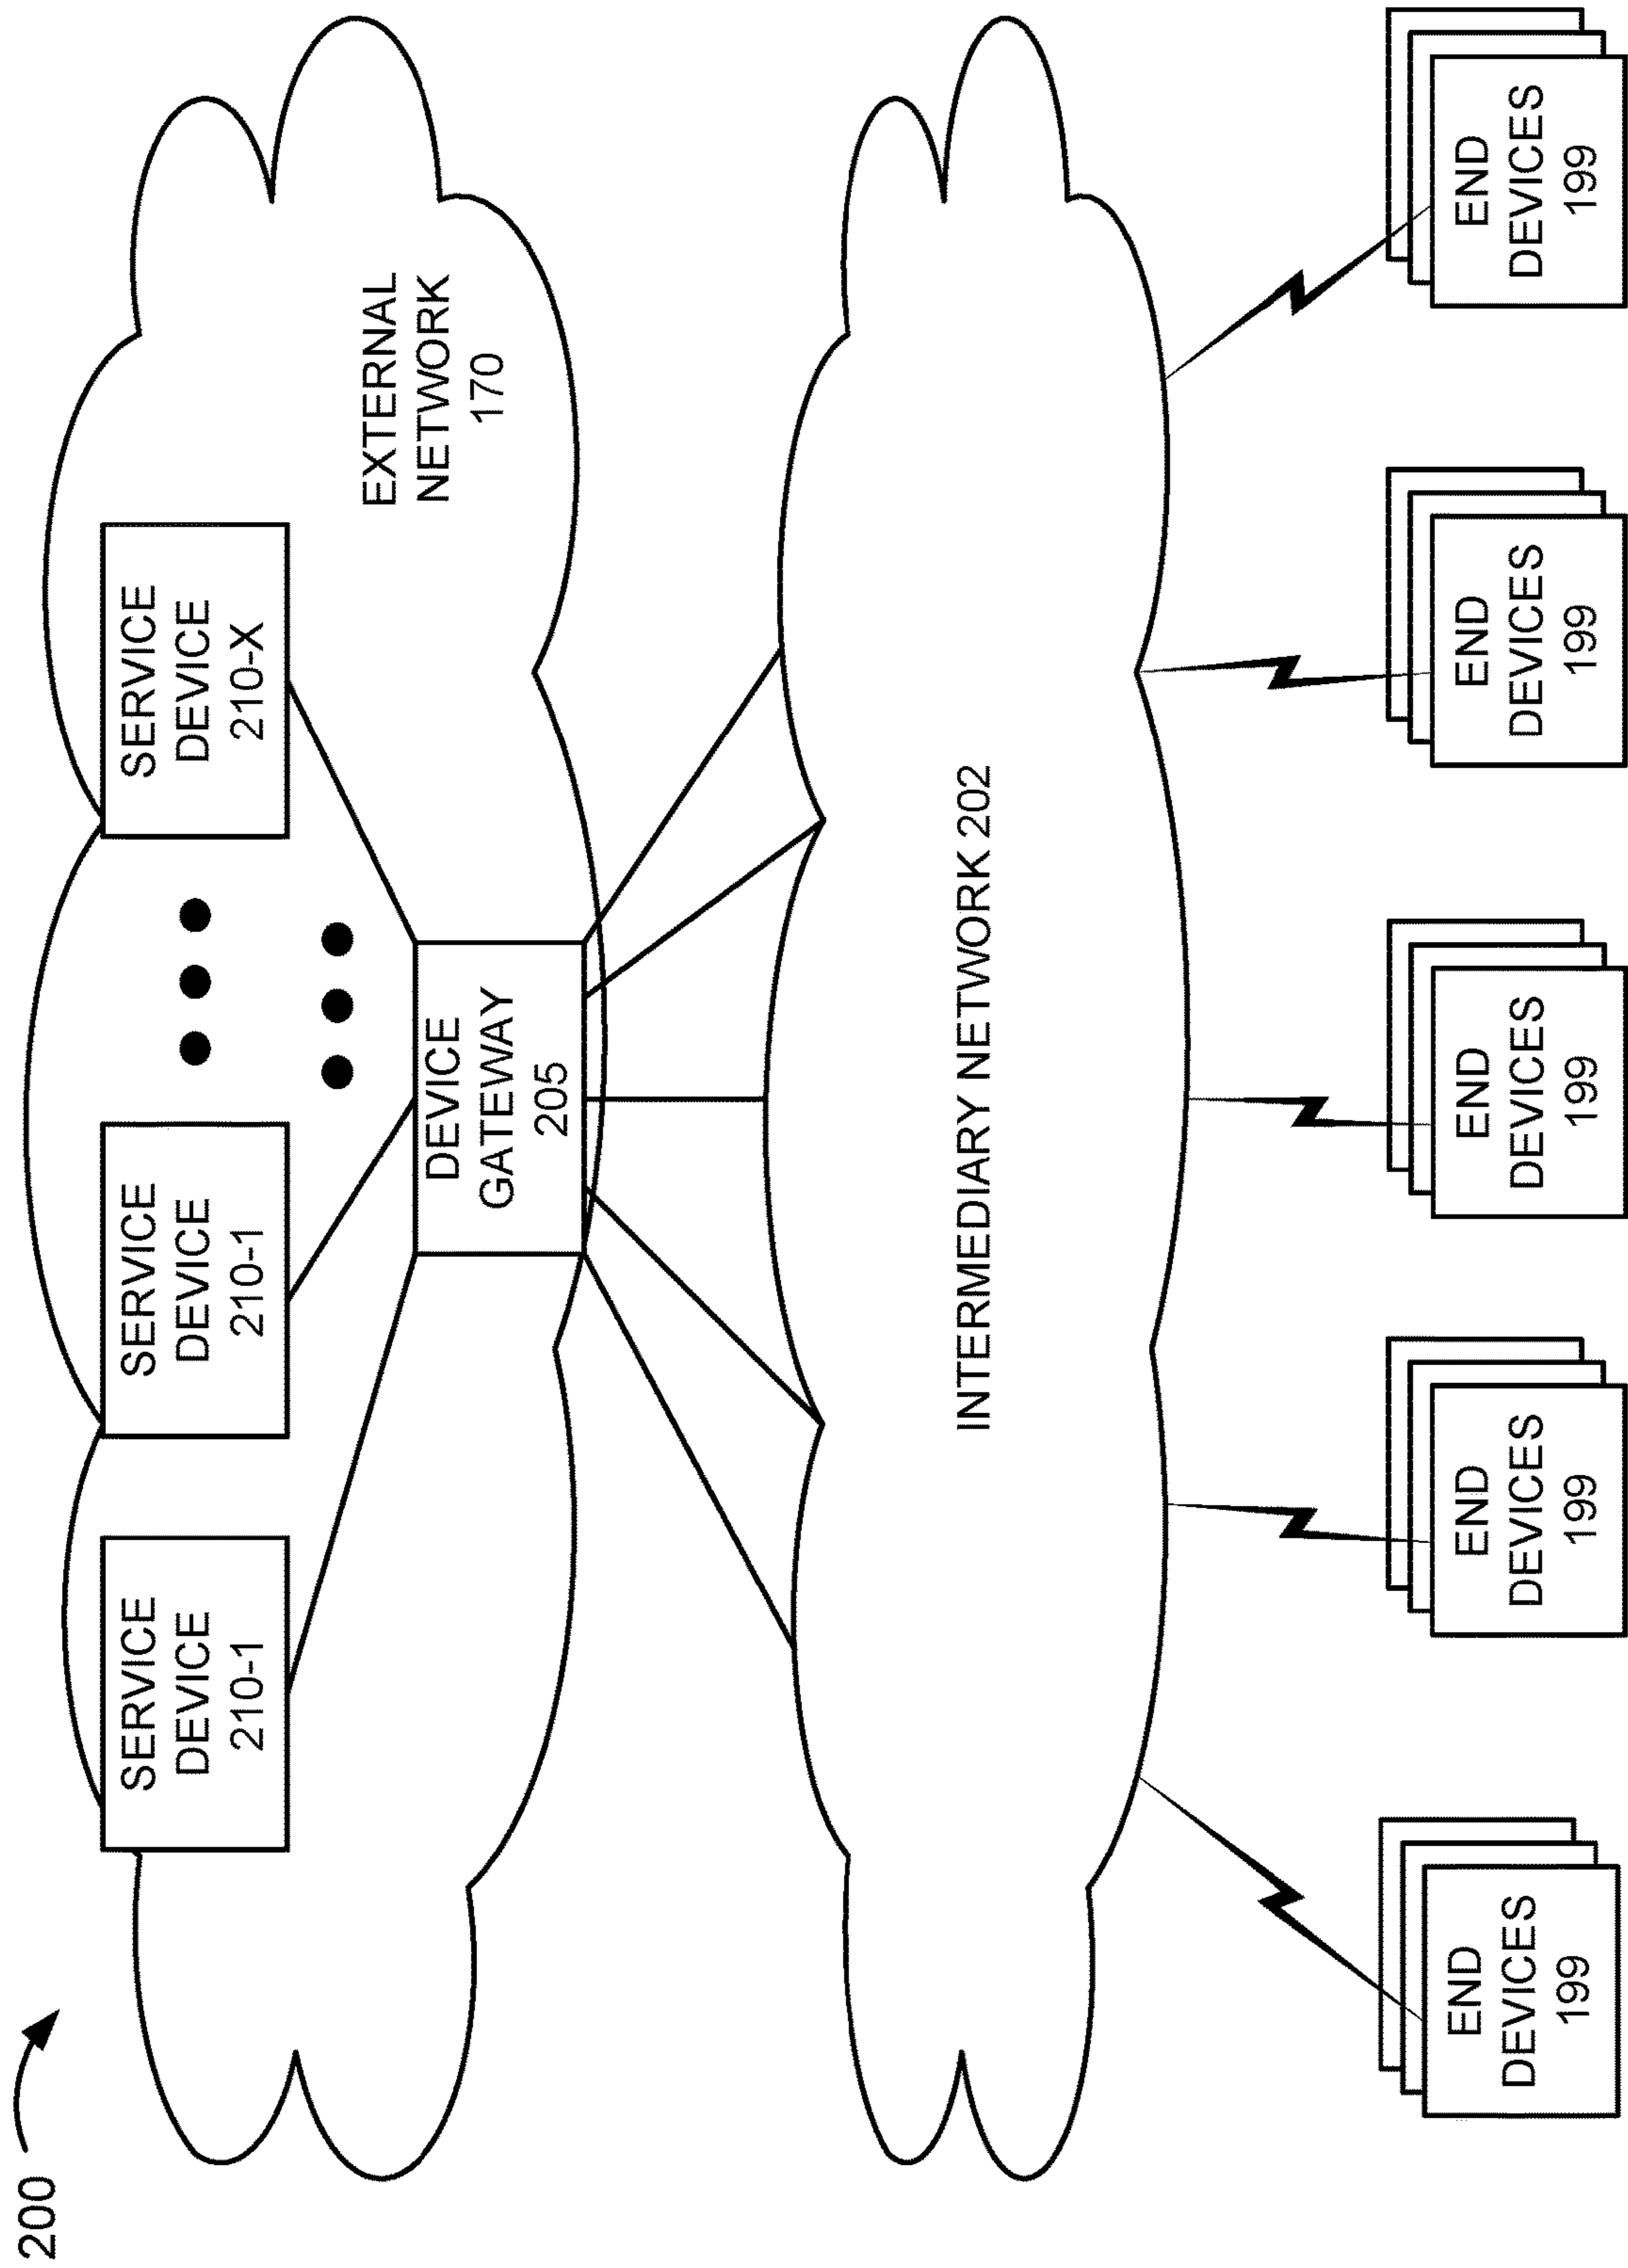 200
SERVICE
DEVICE
210-1
SERVICE
DEVICE
210-1
SERVICE
DEVICE
210-X
EXTERNAL
NETWORK
170
DEVICE
GATEWAY
205
INTERMEDIARY NETWORK 202
END
DEVICES
199
END
DEVICES
199
END
DEVICES
199
END
DEVICES
199
END
DEVICES
199